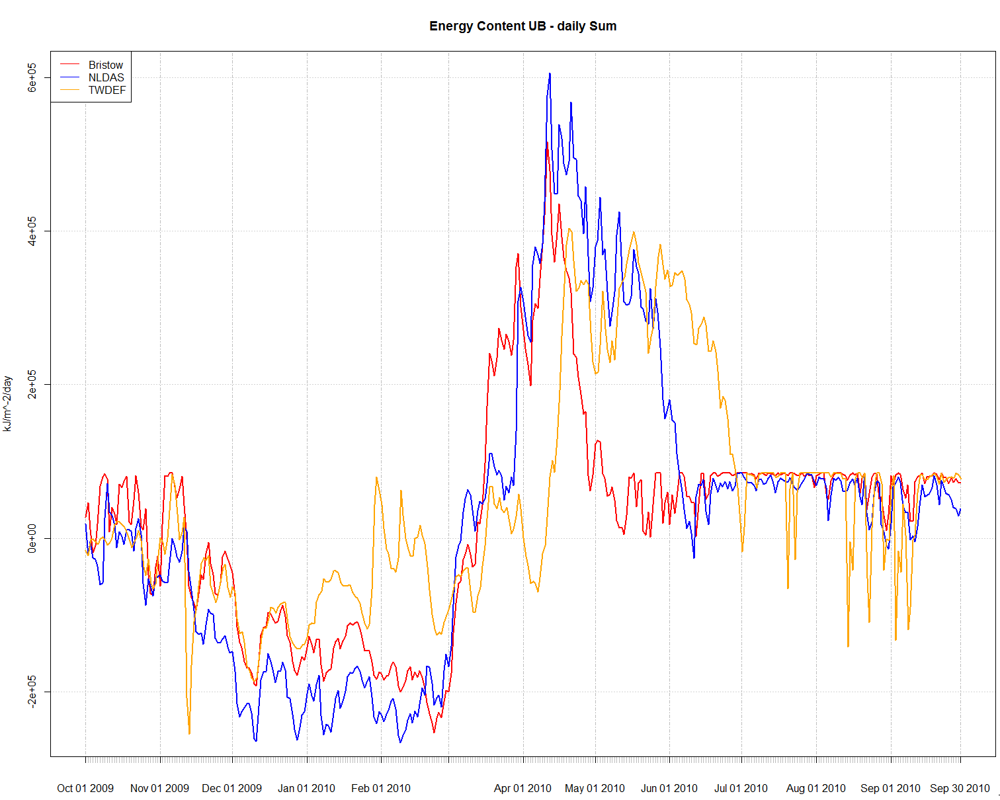 Energy Content UB - daily Sum
Bristow
NLDAS
TWDEF
kJ/m^-2/day
6e+05
4e+05
2e+05
0e+00
-2e+05
Oct 01 2009 Nov 01 2009 Dec 01 2009 Jan 01 2010 Feb 01 2010 Apr 01 2010 May 01 2010 Jun 01 2010 Jul 01 2010 Aug 01 2010 Sep 01 2010 Sep 30 2010